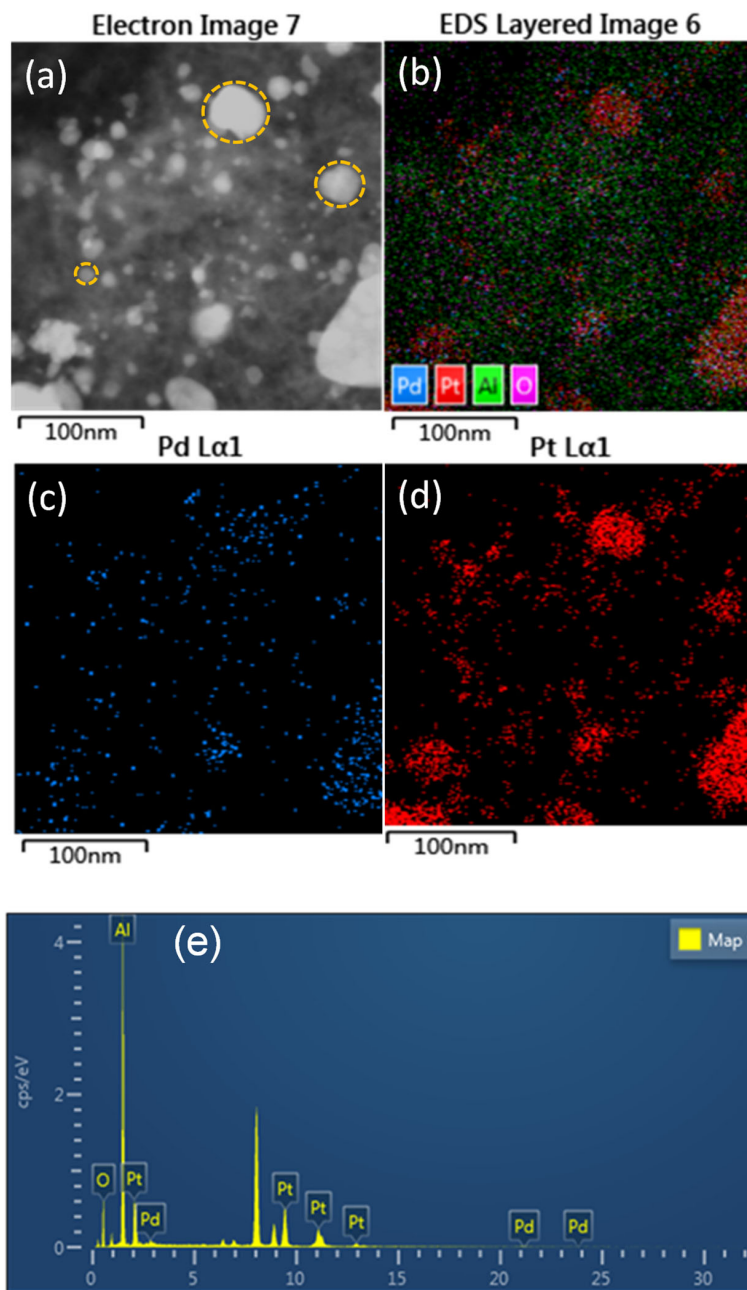 Electron Image 7
EDS Layered Image 6
(a)
(b)
Pd Pt Al O
100nm
100nm
Pd Lα1
Pt Lα1
(c)
(d)
100nm
100nm
(e)
Map
cps/eV
4
2
0
Al
O
Pt
Pd
Pt
Pt
Pt
Pd
Pd
0 5 10 15 20 25 30